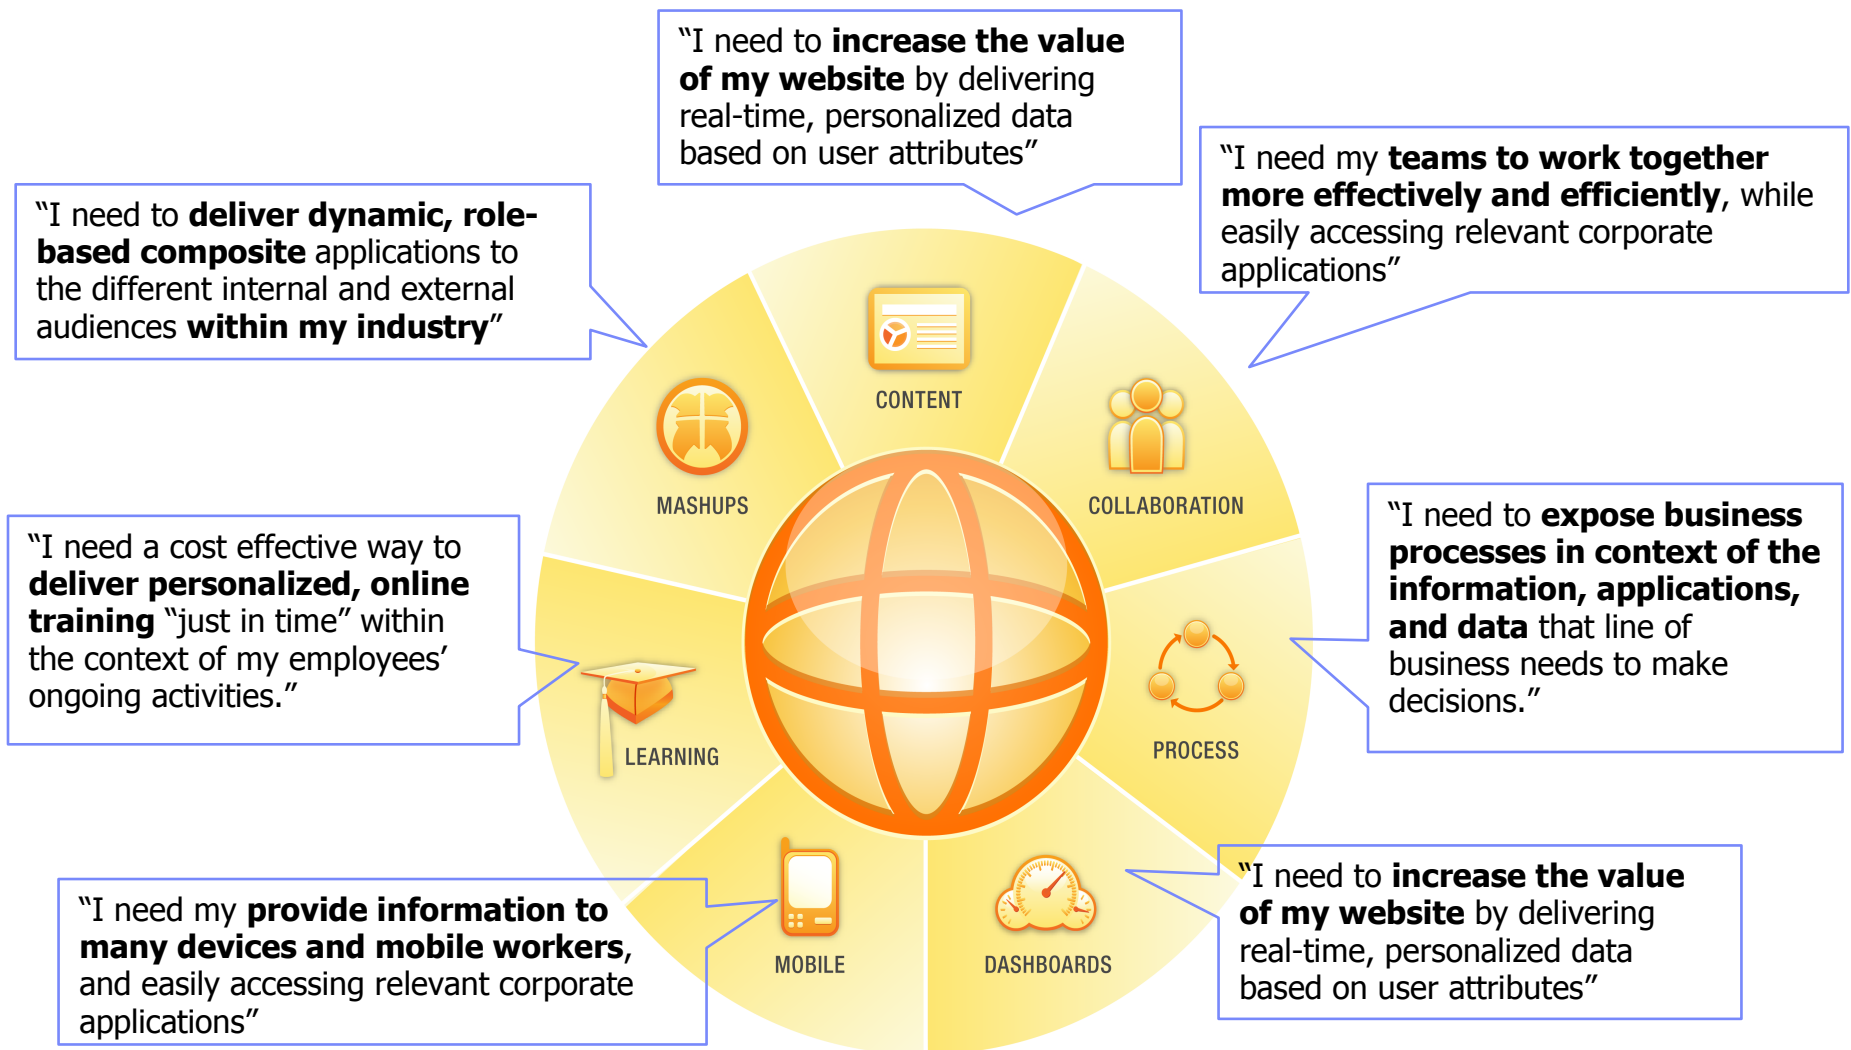 “I need to increase the value
of my website by delivering
real-time, personalized data
based on user attributes”
“I need my teams to work together
more effectively and efficiently, while
easily accessing relevant corporate
applications”
“I need to deliver dynamic, role-
based composite applications to
the different internal and external
audiences within my industry”
CONTENT
MASHUPS
COLLABORATION
“I need to expose business
processes in context of the
information, applications,
and data that line of
business needs to make
decisions.”
“I need a cost effective way to
deliver personalized, online
training “just in time” within
the context of my employees’
ongoing activities.”
LEARNING
PROCESS
“I need my provide information to
many devices and mobile workers,
and easily accessing relevant corporate
applications”
MOBILE
DASHBOARDS
“I need to increase the value
of my website by delivering
real-time, personalized data
based on user attributes”